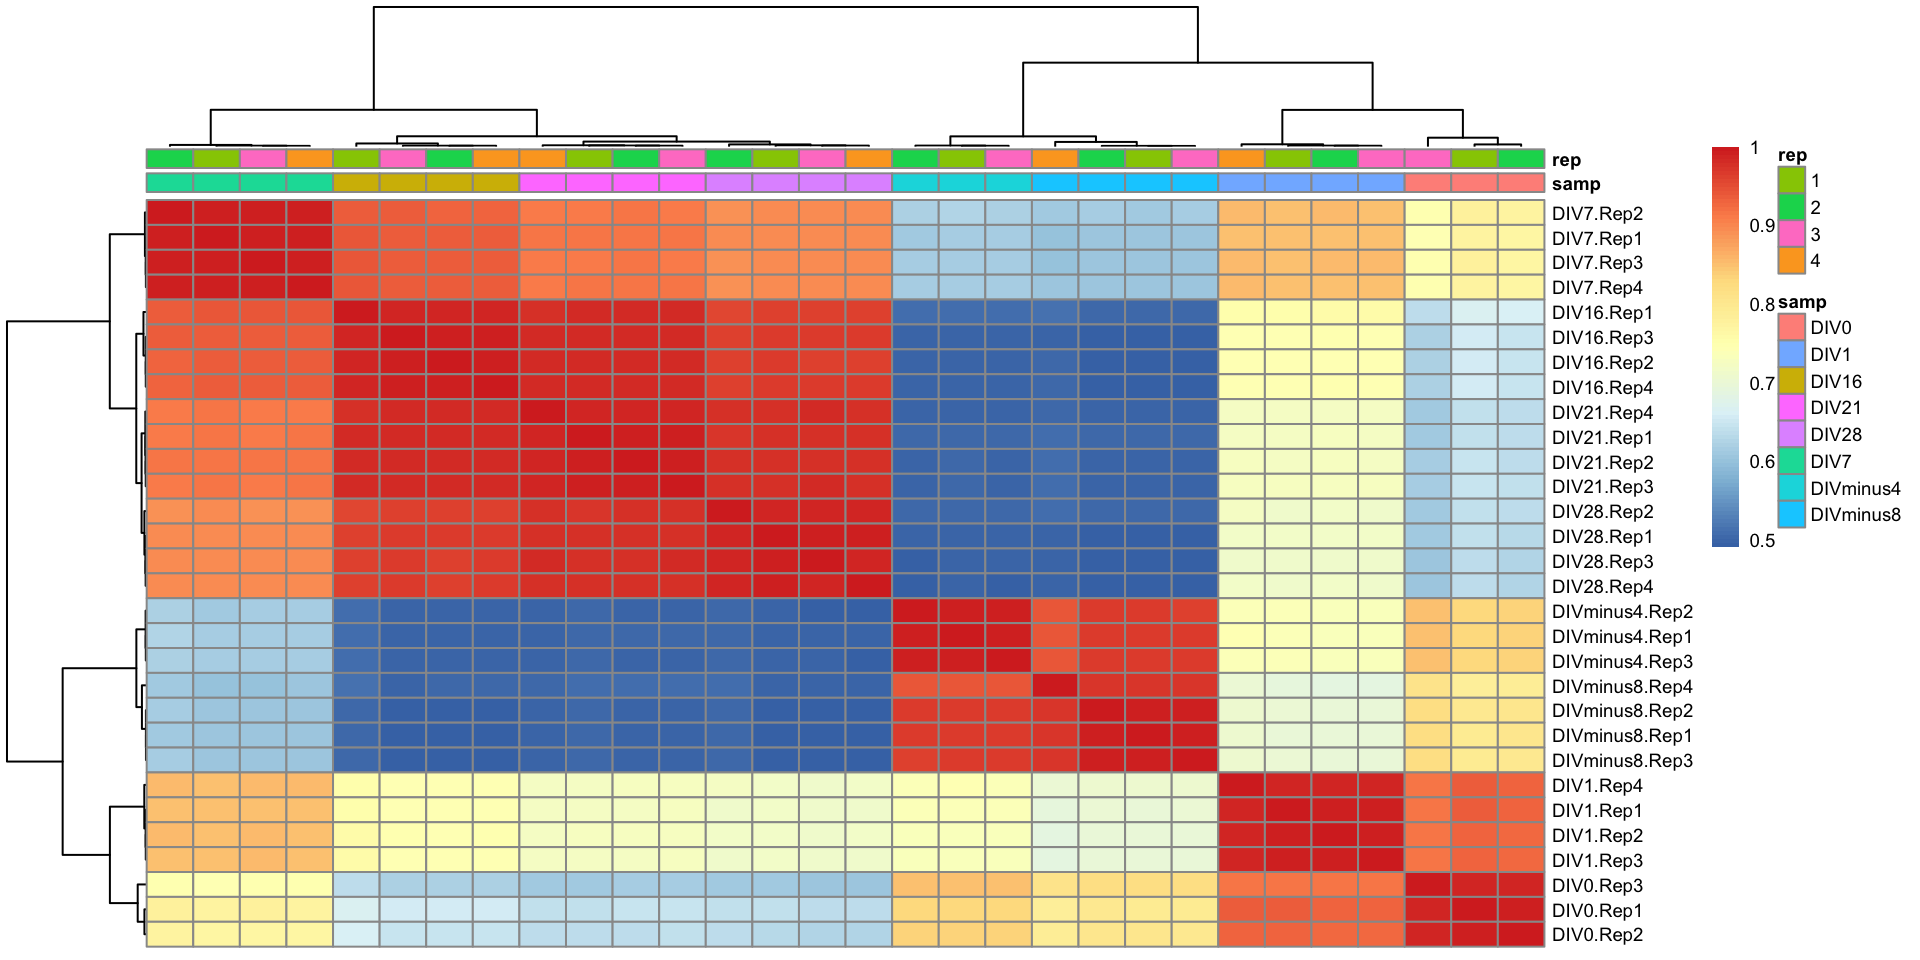 rep
samp
DIV7.Rep2
DIV7.Rep1
DIV7.Rep3
DIV7.Rep4
DIV16.Rep1
DIV16.Rep3
DIV16.Rep2
DIV16.Rep4
DIV21.Rep4
DIV21.Rep1
DIV21.Rep2
DIV21.Rep3
DIV28.Rep2
DIV28.Rep1
DIV28.Rep3
DIV28.Rep4
DIVminus4.Rep2
DIVminus4.Rep1
DIVminus4.Rep3
DIVminus8.Rep4
DIVminus8.Rep2
DIVminus8.Rep1
DIVminus8.Rep3
DIV1.Rep4
DIV1.Rep1
DIV1.Rep2
DIV1.Rep3
DIV0.Rep3
DIV0.Rep1
DIV0.Rep2
1
0.9
0.8
0.7
0.6
0.5
rep
1
2
3
4
samp
DIV0
DIV1
DIV16
DIV21
DIV28
DIV7
DIVminus4
DIVminus8